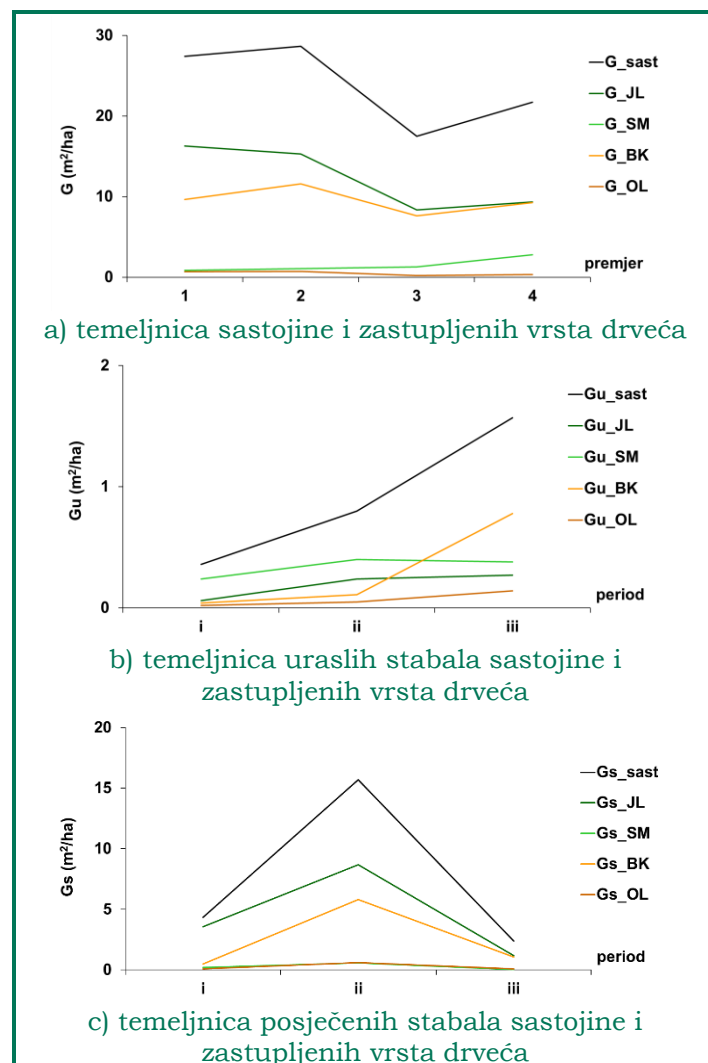 30
20
10
0
G (m²/ha)
1 2 3 4
premjer
G_sast
G_JL
G_SM
G_BK
G_OL
a) temeljnica sastojine i zastupljenih vrsta drveća
2
1
0
Gu (m²/ha)
i ii iii
period
Gu_sast
Gu_JL
Gu_SM
Gu_BK
Gu_OL
b) temeljnica uraslih stabala sastojine i
zastupljenih vrsta drveća
20
15
10
5
0
Gs (m²/ha)
i ii iii
period
Gs_sast
Gs_JL
Gs_SM
Gs_BK
Gs_OL
c) temeljnica posječenih stabala sastojine i
zastupljenih vrsta drveća